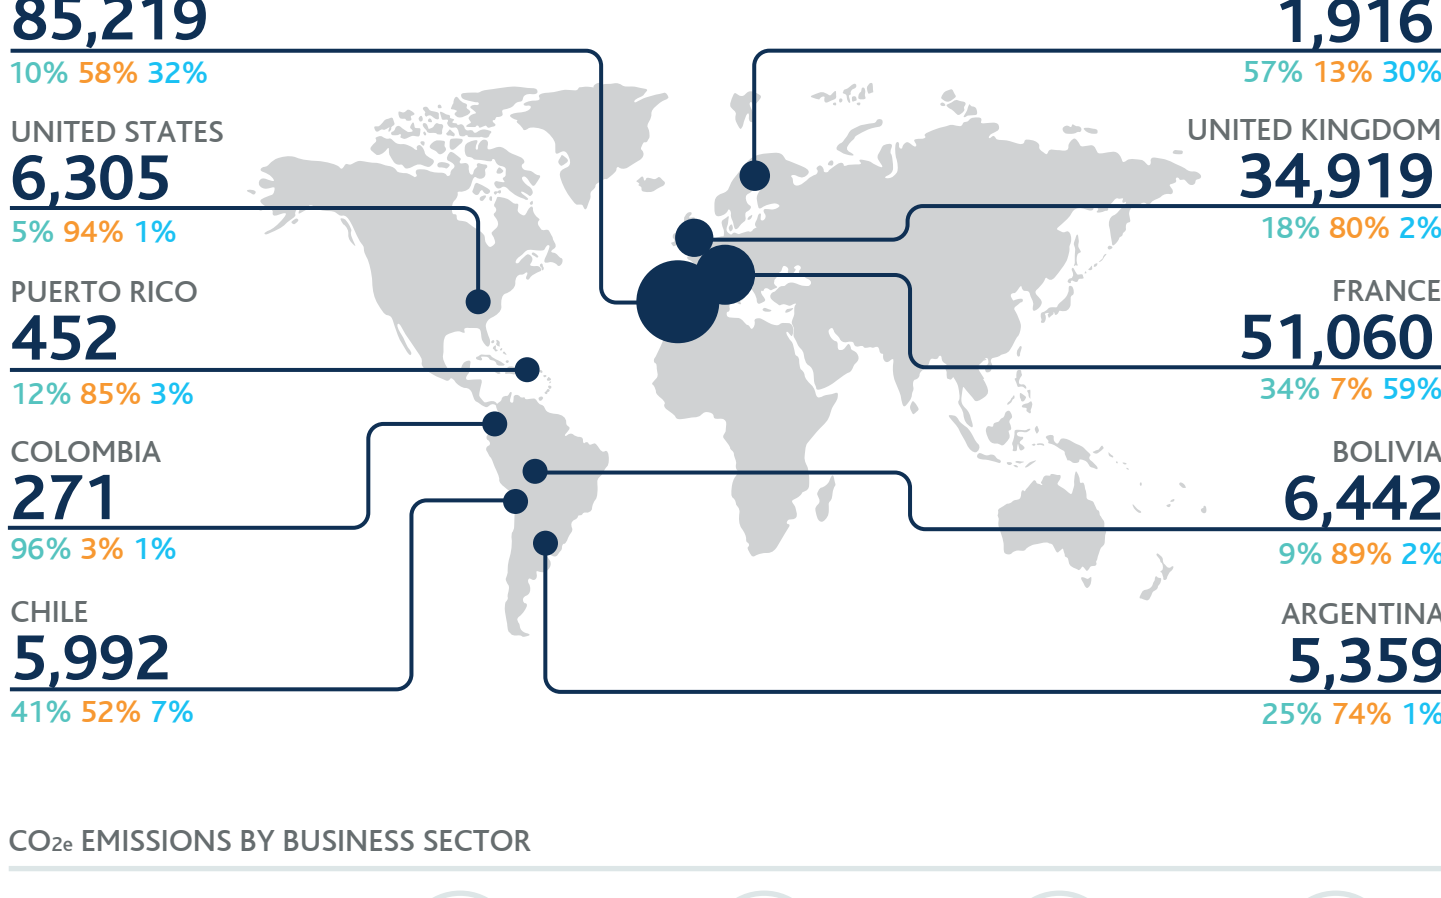 85,219
10% 58% 32%
UNITED STATES
6,305
5% 94% 1%
PUERTO RICO
452
12% 85% 3%
COLOMBIA
271
96% 3% 1%
CHILE
5,992
41% 52% 7%
1,916
57% 13% 30%
UNITED KINGDOM
34,919
18% 80% 2%
FRANCE
51,060
34% 7% 59%
BOLIVIA
6,442
9% 89% 2%
ARGENTINA
5,359
25% 74% 1%
CO2e EMISSIONS BY BUSINESS SECTOR